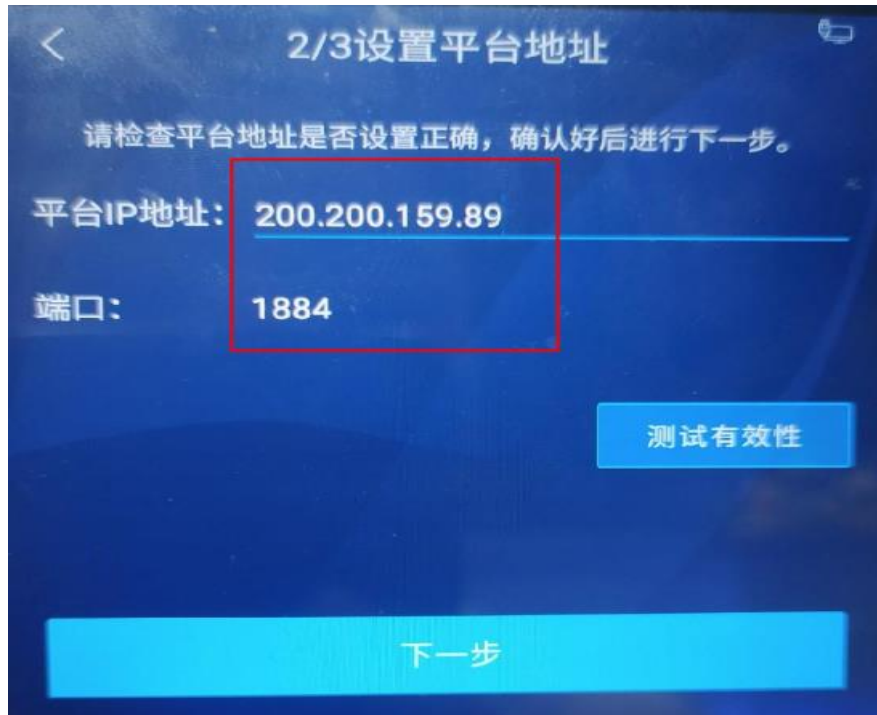 2/3设置平台地址
请检查平台地址是否设置正确，确认好后进行下一步。
平台IP地址：200.200.159.89
端口：1884
测试有效性
下一步